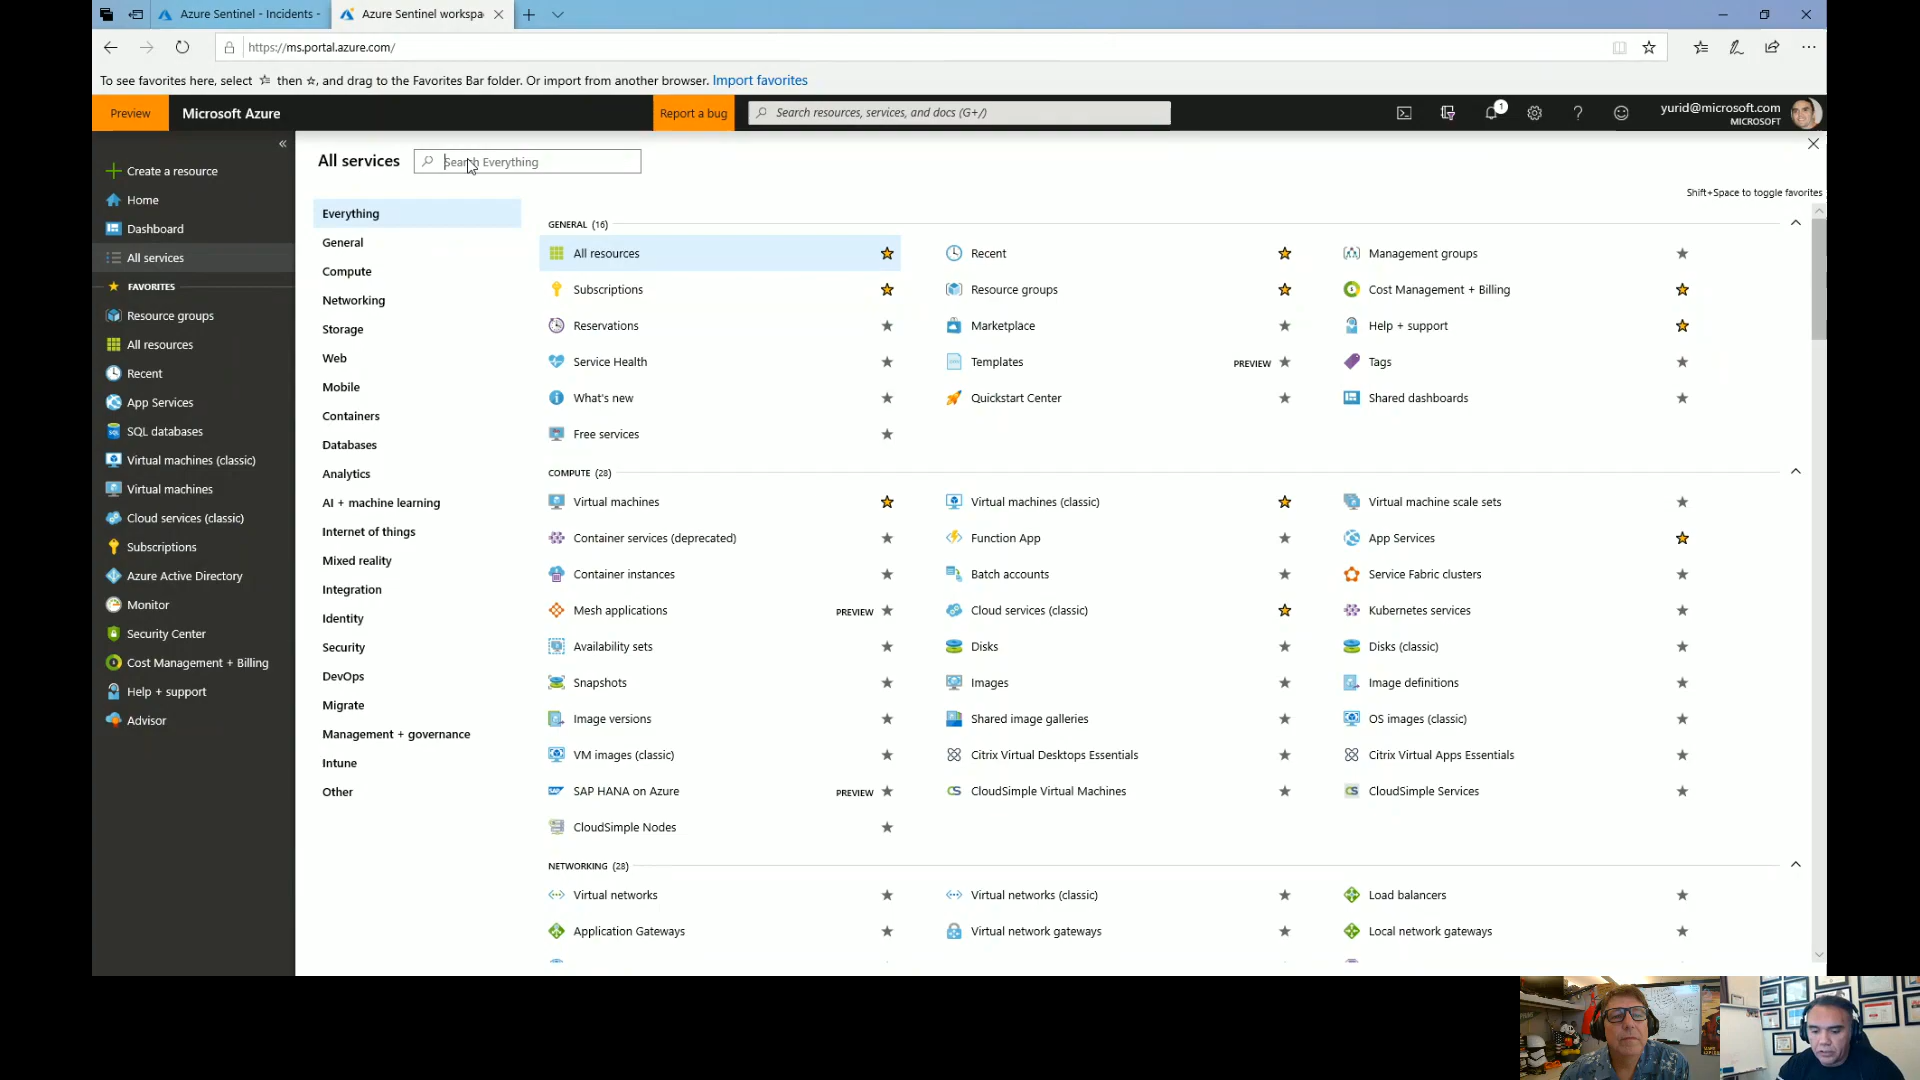 Azure Sentinel - Incidents -
Azure Sentinel workspa
https://ms.portal.azure.com/
To see favorites here, select ☆ then ☆, and drag to the Favorites Bar folder. Or import from another browser. Import favorites
Preview
Microsoft Azure
Report a bug
Search resources, services, and docs (G+/)
1
yurid@microsoft.com
MICROSOFT
Create a resource
Home
Dashboard
All services
FAVORITES
Resource groups
All resources
Recent
App Services
SQL databases
Virtual machines (classic)
Virtual machines
Cloud services (classic)
Subscriptions
Azure Active Directory
Monitor
Security Center
Cost Management + Billing
Help + support
Advisor
All services
Search Everything
Shift+Space to toggle favorites
Everything
General
Compute
Networking
Storage
Web
Mobile
Containers
Databases
Analytics
AI + machine learning
Internet of things
Mixed reality
Integration
Identity
Security
DevOps
Migrate
Management + governance
Intune
Other
GENERAL (16)
All resources
Recent
Management groups
Subscriptions
Resource groups
Cost Management + Billing
Reservations
Marketplace
Help + support
Service Health
Templates PREVIEW
Tags
What's new
Quickstart Center
Shared dashboards
Free services
COMPUTE (28)
Virtual machines
Virtual machines (classic)
Virtual machine scale sets
Container services (deprecated)
Function App
App Services
Container instances
Batch accounts
Service Fabric clusters
Mesh applications PREVIEW
Cloud services (classic)
Kubernetes services
Availability sets
Disks
Disks (classic)
Snapshots
Images
Image definitions
Image versions
Shared image galleries
OS images (classic)
VM images (classic)
Citrix Virtual Desktops Essentials
Citrix Virtual Apps Essentials
SAP HANA on Azure PREVIEW
CloudSimple Virtual Machines
CloudSimple Services
CloudSimple Nodes
NETWORKING (28)
Virtual networks
Virtual networks (classic)
Load balancers
Application Gateways
Virtual network gateways
Local network gateways